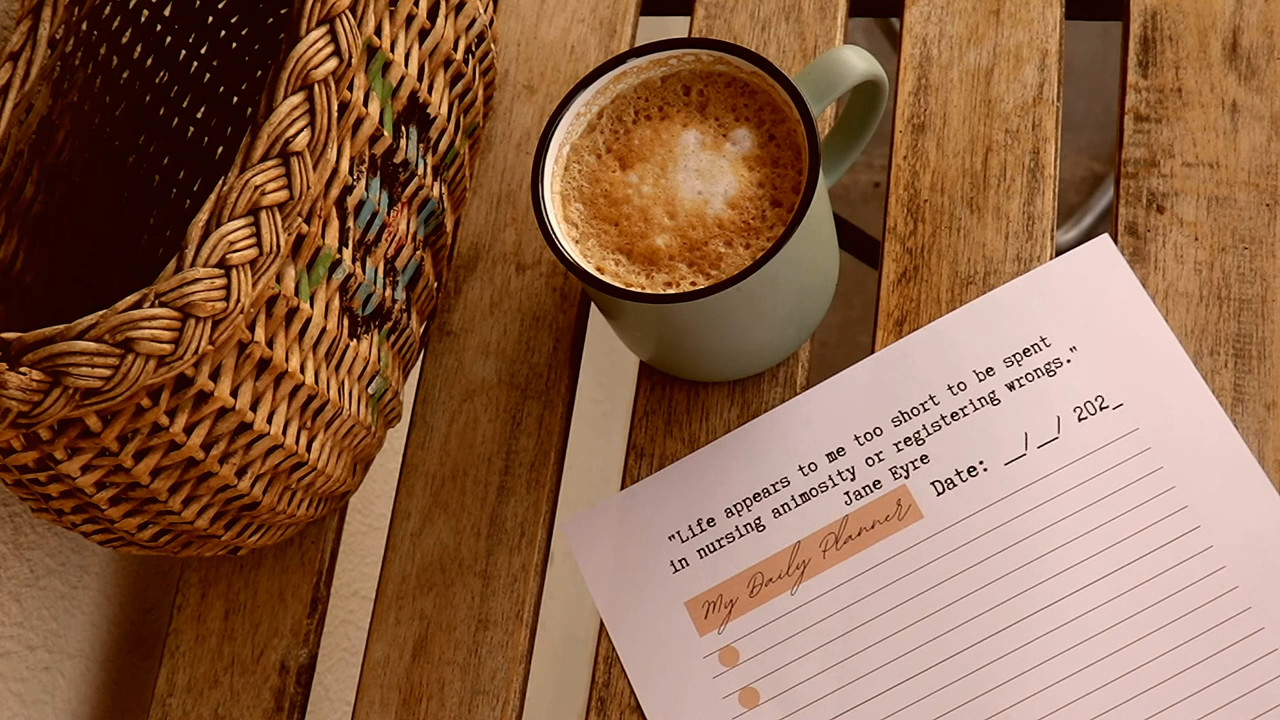 "Life appears to me too short to be spent
in nursing animosity or registering wrongs."
Jane Eyre
My Daily Planner
Date: __/__/ 202_